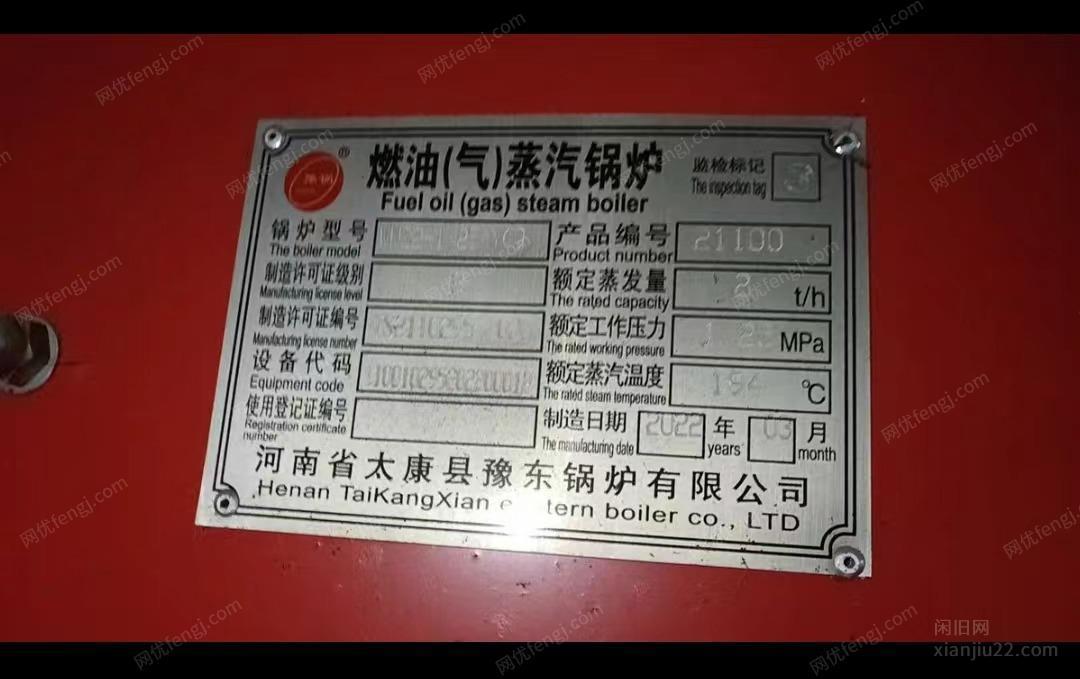 豫锅 ®
燃油(气)蒸汽锅炉
Fuel oil (gas) steam boiler
监检标记
The inspection tag
锅炉型号
The boiler model
产品编号 21100
Product number
制造许可证级别
Manufacturing license level
额定蒸发量 2 t/h
The rated capacity
制造许可证编号
Manufacturing license number
额定工作压力 MPa
The rated working pressure
设备代码
Equipment code
额定蒸汽温度 194 ℃
The rated steam temperature
使用登记证编号
Registration certificate
number
制造日期 2022 年 03 月
The manufacturing date years month
河南省太康县豫东锅炉有限公司
Henan TaiKangXian tern boiler co., LTD
网优fengj.com
闲旧网
xianjiu22.com